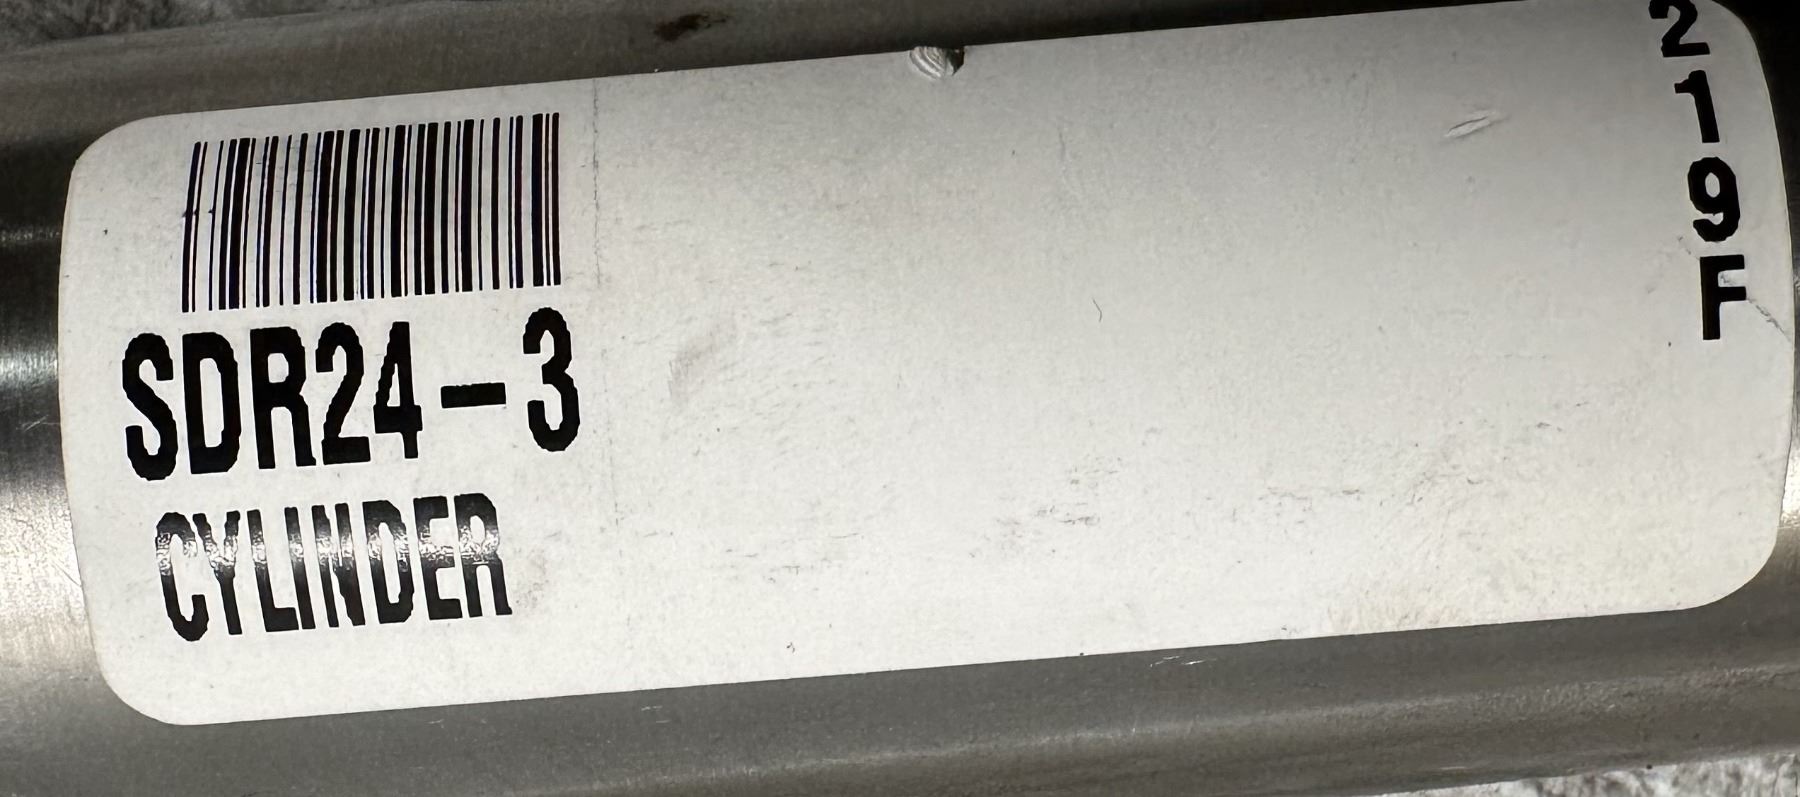 SDR24-3
CYLINDER
219F